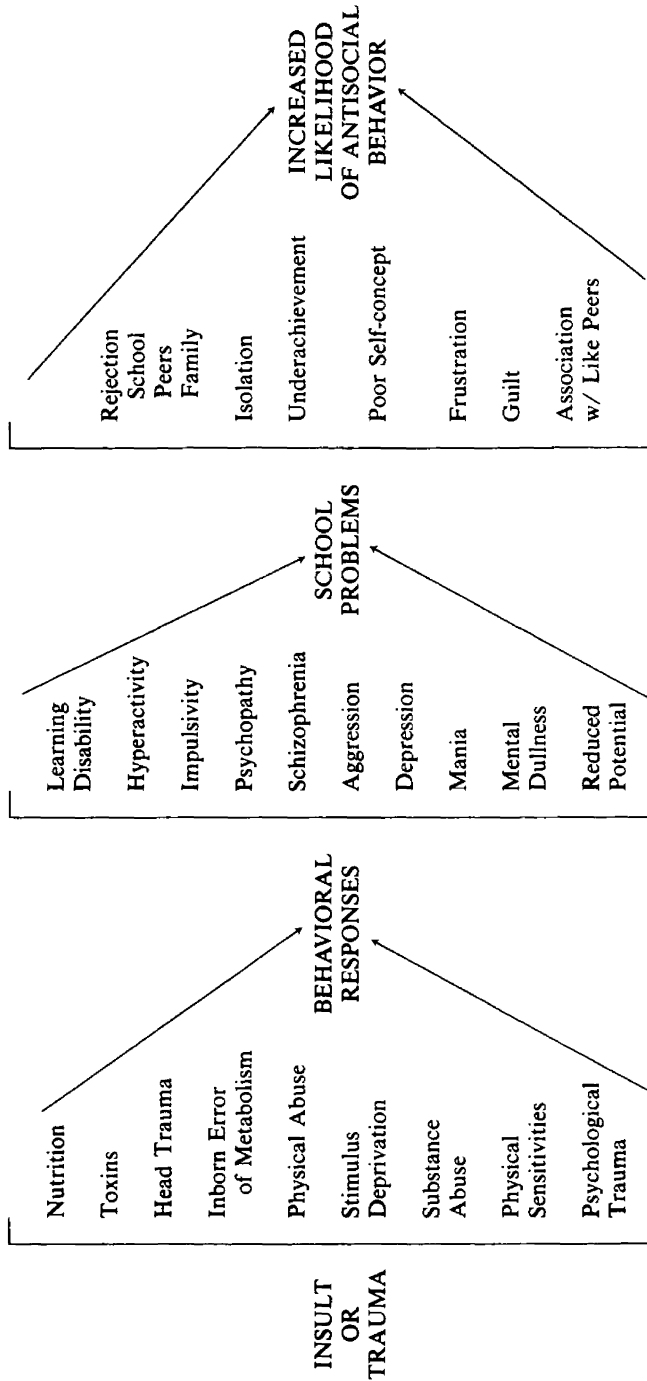 INSULT
OR
TRAUMA
Nutrition
Toxins
Head Trauma
Inborn Error
of Metabolism
Physical Abuse
Stimulus
Deprivation
Substance
Abuse
Physical
Sensitivities
Psychological
Trauma
BEHAVIORAL
RESPONSES
Learning
Disability
Hyperactivity
Impulsivity
Psychopathy
Schizophrenia
Aggression
Depression
Mania
Mental
Dullness
Reduced
Potential
SCHOOL
PROBLEMS
Rejection
School
Peers
Family
Isolation
Underachievement
Poor Self-concept
Frustration
Guilt
Association
w/ Like Peers
INCREASED
LIKELIHOOD
OF ANTISOCIAL
BEHAVIOR